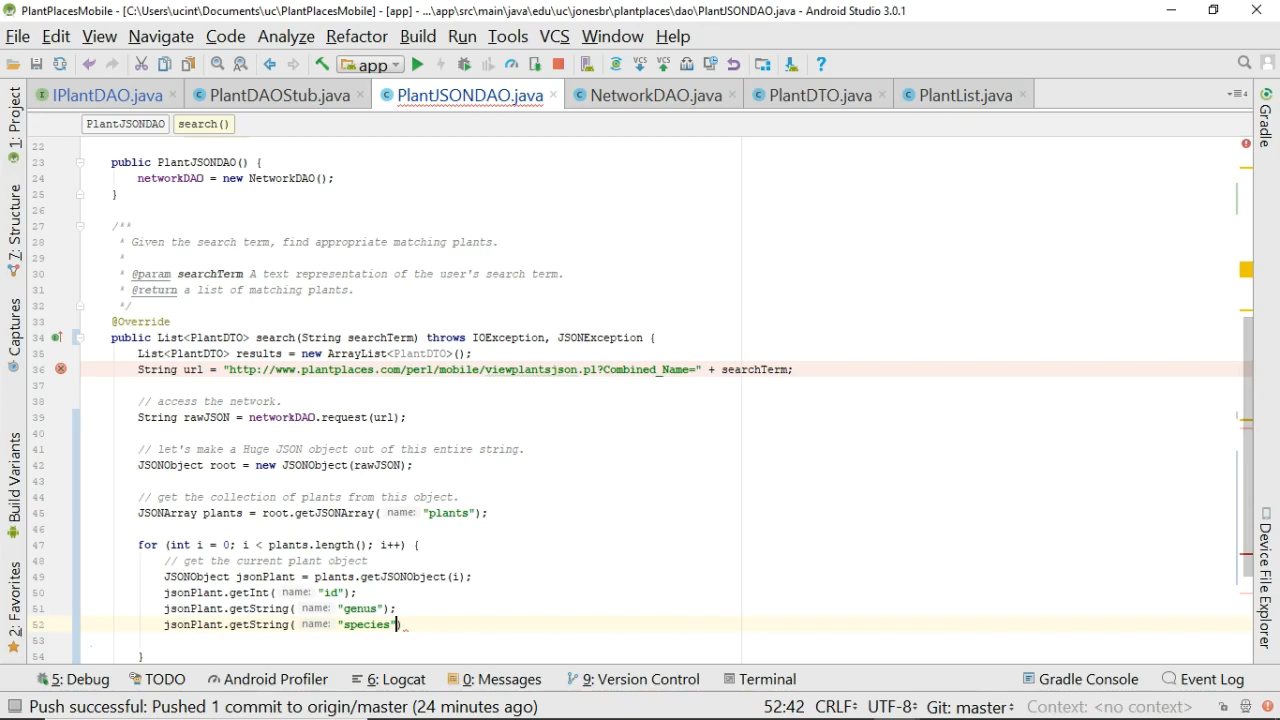 PlantPlacesMobile - [C:\Users\ucint\Documents\uc\PlantPlacesMobile] - [app] - ...\app\src\main\java\edu\uc\jonesbr\plantplaces\dao\PlantJSONDAO.java - Android Studio 3.0.1
File Edit View Navigate Code Analyze Refactor Build Run Tools VCS Window Help
app
IPlantDAO.java PlantDAOStub.java PlantJSONDAO.java NetworkDAO.java PlantDTO.java PlantList.java
PlantJSONDAO search()
1: Project
7: Structure
Captures
Build Variants
2: Favorites
22
23 public PlantJSONDAO() {
24 networkDAO = new NetworkDAO();
25 }
26
27 /**
28 * Given the search term, find appropriate matching plants.
29 *
30 * @param searchTerm A text representation of the user's search term.
31 * @return a list of matching plants.
32 */
33 @Override
34 public List<PlantDTO> search(String searchTerm) throws IOException, JSONException {
35 List<PlantDTO> results = new ArrayList<PlantDTO>();
36 String url = "http://www.plantplaces.com/perl/mobile/viewplantsjson.pl?Combined_Name=" + searchTerm;
37
38 // access the network.
39 String rawJSON = networkDAO.request(url);
40
41 // let's make a Huge JSON object out of this entire string.
42 JSONObject root = new JSONObject(rawJSON);
43
44 // get the collection of plants from this object.
45 JSONArray plants = root.getJSONArray( name: "plants");
46
47 for (int i = 0; i < plants.length(); i++) {
48 // get the current plant object
49 JSONObject jsonPlant = plants.getJSONObject(i);
50 jsonPlant.getInt( name: "id");
51 jsonPlant.getString( name: "genus");
52 jsonPlant.getString( name: "species")
53
54 }
Gradle
Device File Explorer
5: Debug TODO Android Profiler 6: Logcat 0: Messages 9: Version Control Terminal Gradle Console Event Log
Push successful: Pushed 1 commit to origin/master (24 minutes ago) 52:42 CRLF UTF-8 Git: master Context: <no context>